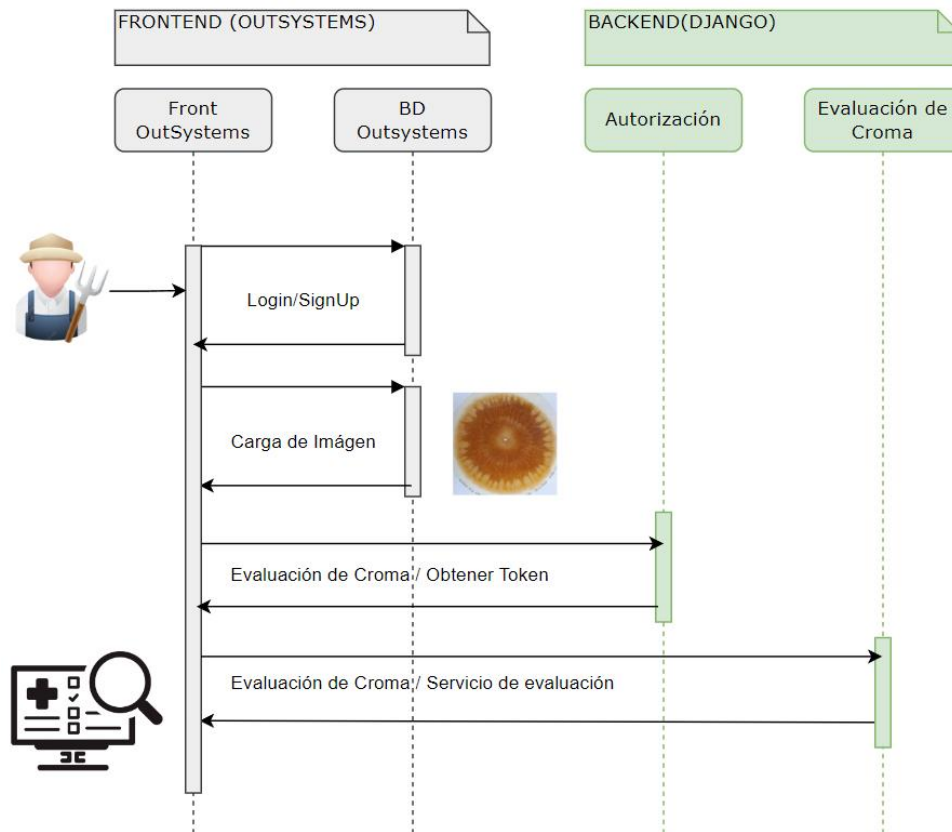 FRONTEND (OUTSYSTEMS)
BACKEND(DJANGO)
Front
OutSystems
BD
Outsystems
Autorización
Evaluación de
Croma
Login/SignUp
Carga de Imágen
Evaluación de Croma / Obtener Token
Evaluación de Croma / Servicio de evaluación